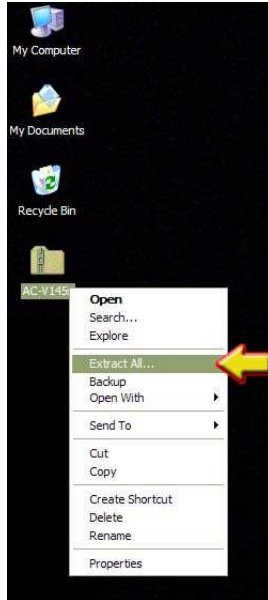 My Computer
My Documents
Recycle Bin
AC-V145
Open
Search...
Explore
Extract All...
Backup
Open With
Send To
Cut
Copy
Create Shortcut
Delete
Rename
Properties